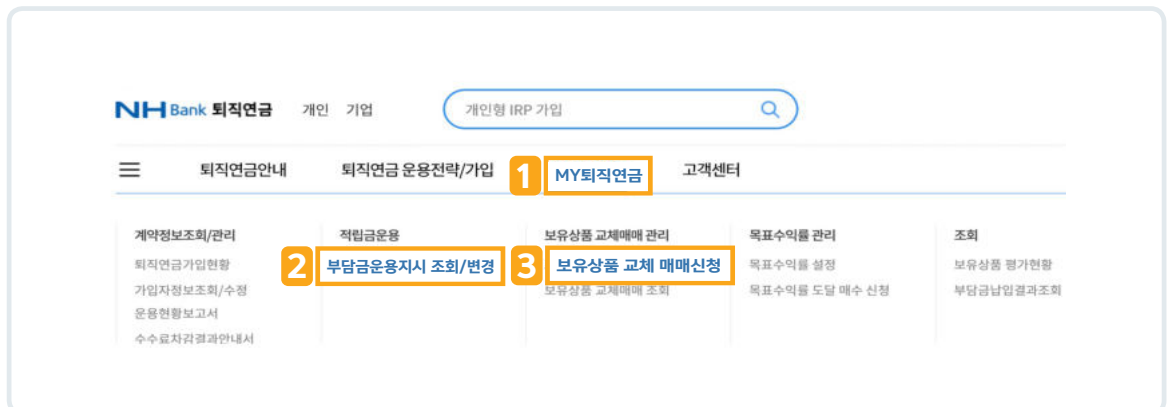 NH Bank 퇴직연금 개인 기업 개인형 IRP 가입
퇴직연금안내 퇴직연금 운용전략/가입 1 MY퇴직연금 고객센터
계약정보조회/관리 적립금운용 보유상품 교체매매 관리 목표수익률 관리 조회
퇴직연금가입현황 2 부담금운용지시 조회/변경 3 보유상품 교체 매매신청 목표수익률 설정 보유상품 평가현황
가입자정보조회/수정 보유상품 교체매매 조회 목표수익률 도달 매수 신청 부담금납입결과조회
운용현황보고서
수수료차감결과안내서